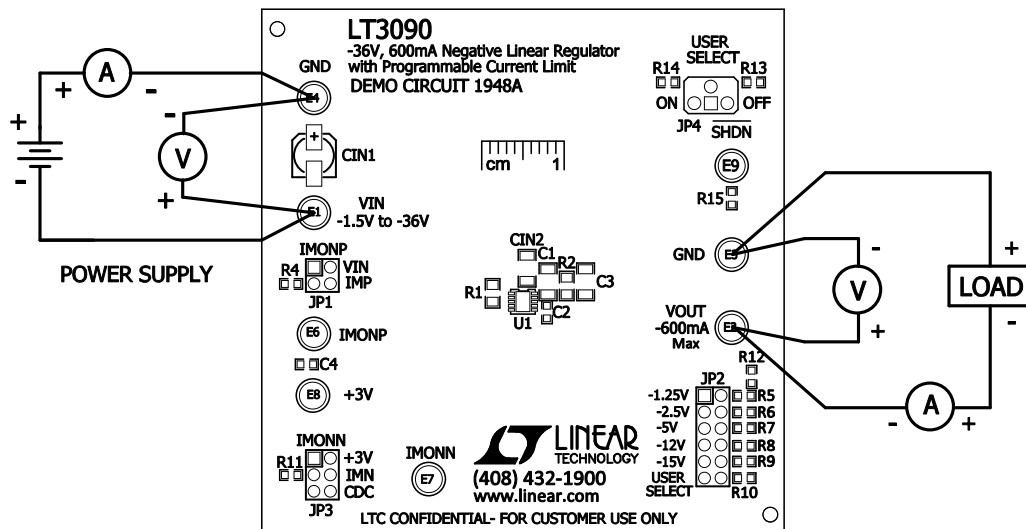 LT3090
-36V, 600mA Negative Linear Regulator
with Programmable Current Limit
DEMO CIRCUIT 1948A
GND
E4
+
A
-
+
-
-
V
+
POWER SUPPLY
+
CIN1
E1
VIN
-1.5V to -36V
IMONP
VIN
R4
IMP
JP1
E6
IMONP
C4
E8
+3V
IMONN
+3V
R11
IMN
CDC
JP3
IMONN
E7
cm 1
CIN2
C1
R2
C3
R1
U1
C2
USER
SELECT
R14
R13
ON
OFF
JP4
SHDN
E9
R15
GND
E5
VOUT
-600mA
Max
E2
R12
JP2
-1.25V
R5
-2.5V
R6
-5V
R7
-12V
R8
-15V
R9
USER
SELECT
R10
-
V
+
+
LOAD
-
-
A
+
LINEAR
TECHNOLOGY
(408) 432-1900
www.linear.com
LTC CONFIDENTIAL- FOR CUSTOMER USE ONLY